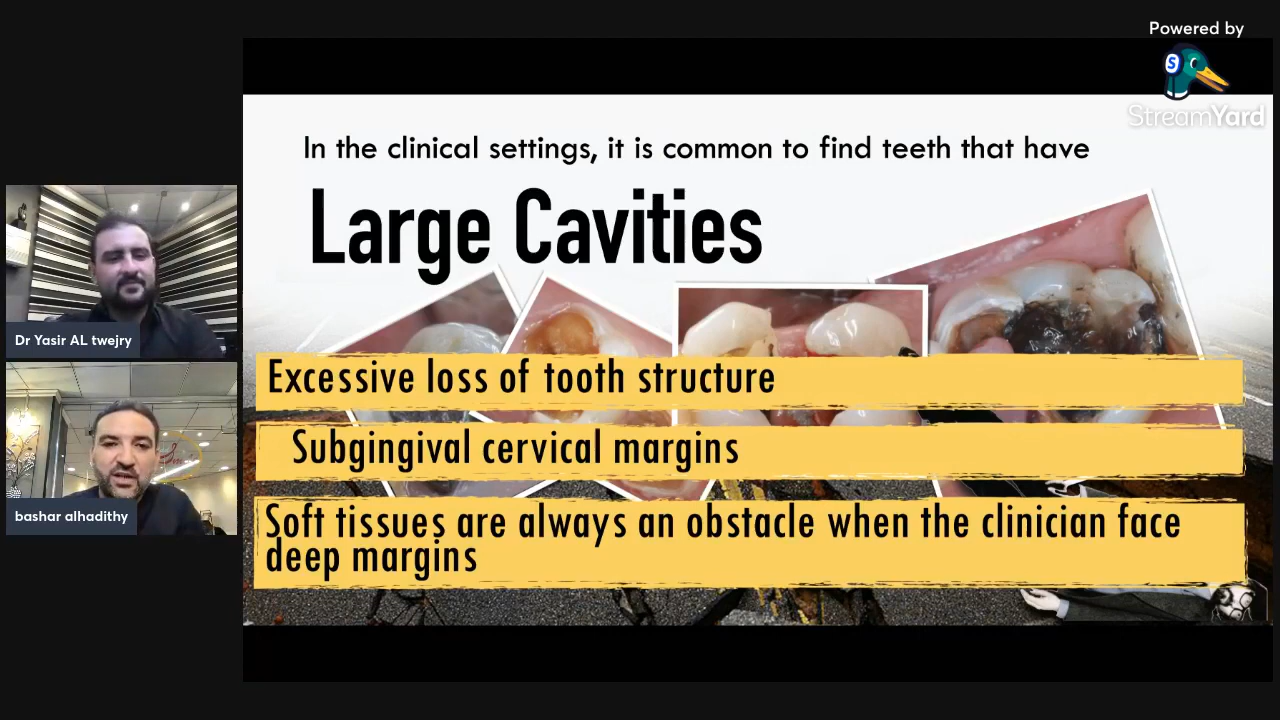 Powered by
StreamYard
In the clinical settings, it is common to find teeth that have
Large Cavities
Excessive loss of tooth structure
Subgingival cervical margins
Soft tissues are always an obstacle when the clinician face
deep margins
Dr Yasir AL twejry
bashar alhadithy